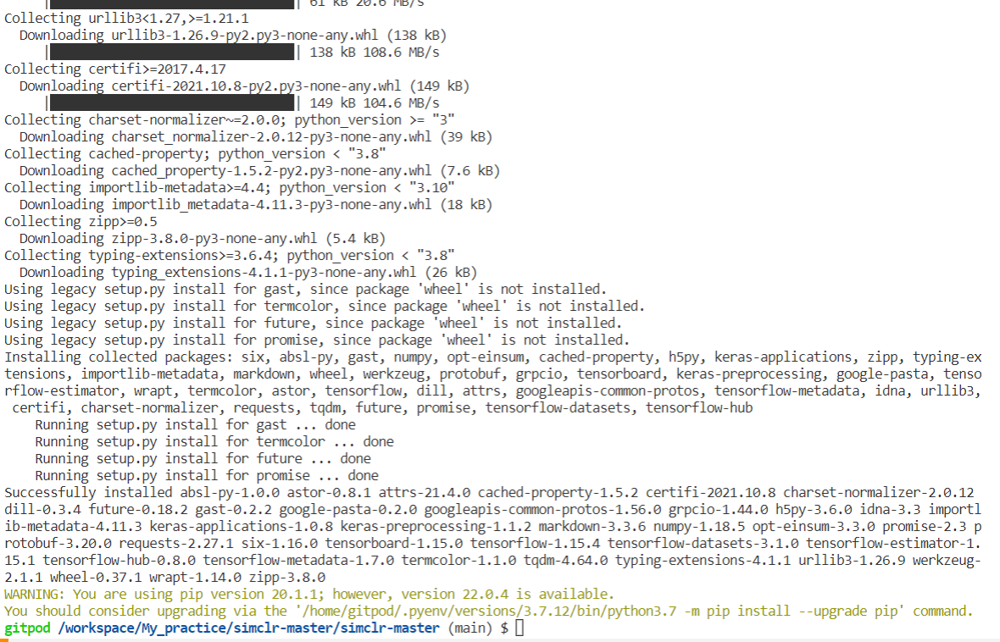 | 61 kB 20.6 MB/s
Collecting urllib3<1.27,>=1.21.1
  Downloading urllib3-1.26.9-py2.py3-none-any.whl (138 kB)
     || 138 kB 108.6 MB/s
Collecting certifi>=2017.4.17
  Downloading certifi-2021.10.8-py2.py3-none-any.whl (149 kB)
     || 149 kB 104.6 MB/s
Collecting charset-normalizer~=2.0.0; python_version >= "3"
  Downloading charset_normalizer-2.0.12-py3-none-any.whl (39 kB)
Collecting cached-property; python_version < "3.8"
  Downloading cached_property-1.5.2-py2.py3-none-any.whl (7.6 kB)
Collecting importlib-metadata>=4.4; python_version < "3.10"
  Downloading importlib_metadata-4.11.3-py3-none-any.whl (18 kB)
Collecting zipp>=0.5
  Downloading zipp-3.8.0-py3-none-any.whl (5.4 kB)
Collecting typing-extensions>=3.6.4; python_version < "3.8"
  Downloading typing_extensions-4.1.1-py3-none-any.whl (26 kB)
Using legacy setup.py install for gast, since package 'wheel' is not installed.
Using legacy setup.py install for termcolor, since package 'wheel' is not installed.
Using legacy setup.py install for future, since package 'wheel' is not installed.
Using legacy setup.py install for promise, since package 'wheel' is not installed.
Installing collected packages: six, absl-py, gast, numpy, opt-einsum, cached-property, h5py, keras-applications, zipp, typing-ex
tensions, importlib-metadata, markdown, wheel, werkzeug, protobuf, grpcio, tensorboard, keras-preprocessing, google-pasta, tenso
rflow-estimator, wrapt, termcolor, astor, tensorflow, dill, attrs, googleapis-common-protos, tensorflow-metadata, idna, urllib3,
 certifi, charset-normalizer, requests, tqdm, future, promise, tensorflow-datasets, tensorflow-hub
    Running setup.py install for gast ... done
    Running setup.py install for termcolor ... done
    Running setup.py install for future ... done
    Running setup.py install for promise ... done
Successfully installed absl-py-1.0.0 astor-0.8.1 attrs-21.4.0 cached-property-1.5.2 certifi-2021.10.8 charset-normalizer-2.0.12
dill-0.3.4 future-0.18.2 gast-0.2.2 google-pasta-0.2.0 googleapis-common-protos-1.56.0 grpcio-1.44.0 h5py-3.6.0 idna-3.3 importl
ib-metadata-4.11.3 keras-applications-1.0.8 keras-preprocessing-1.1.2 markdown-3.3.6 numpy-1.18.5 opt-einsum-3.3.0 promise-2.3 p
rotobuf-3.20.0 requests-2.27.1 six-1.16.0 tensorboard-1.15.0 tensorflow-1.15.4 tensorflow-datasets-3.1.0 tensorflow-estimator-1.
15.1 tensorflow-hub-0.8.0 tensorflow-metadata-1.7.0 termcolor-1.1.0 tqdm-4.64.0 typing-extensions-4.1.1 urllib3-1.26.9 werkzeug-
2.1.1 wheel-0.37.1 wrapt-1.14.0 zipp-3.8.0
WARNING: You are using pip version 20.1.1; however, version 22.0.4 is available.
You should consider upgrading via the '/home/gitpod/.pyenv/versions/3.7.12/bin/python3.7 -m pip install --upgrade pip' command.
gitpod /workspace/My_practice/simclr-master/simclr-master (main) $